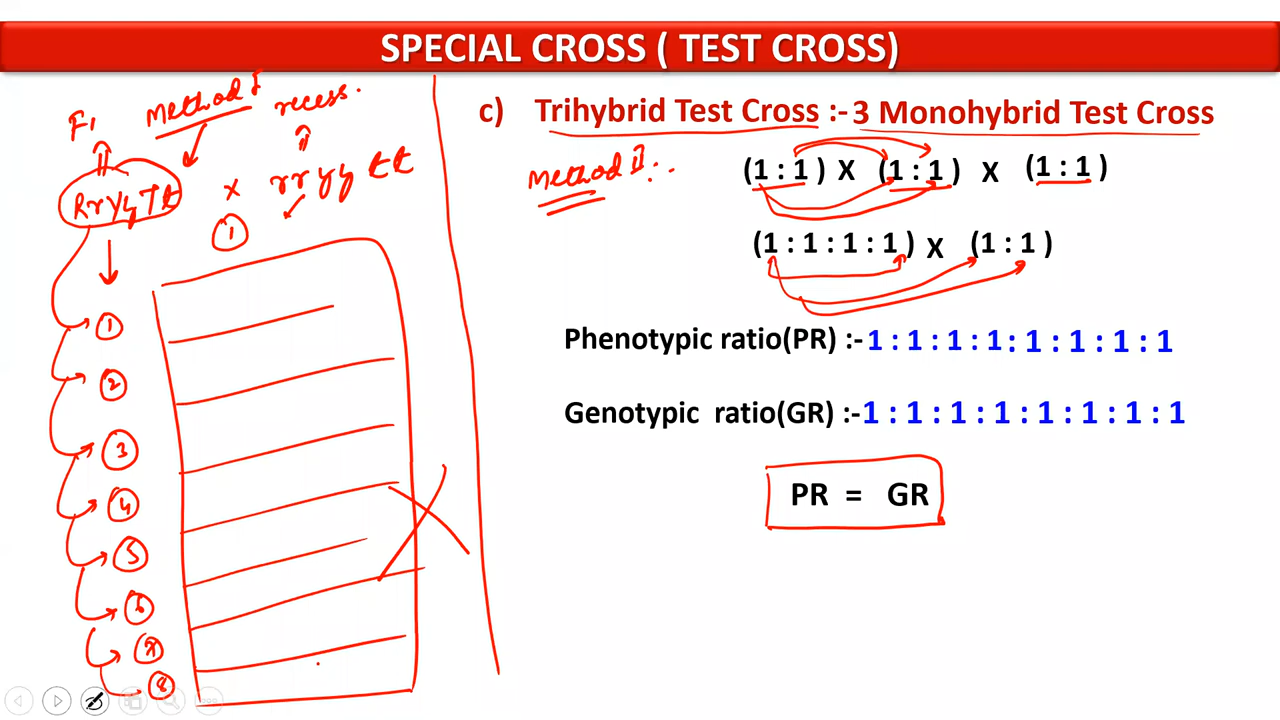 SPECIAL CROSS ( TEST CROSS)
Method I
F1
recess.
RrYyTt x rryy tt
1
1
2
3
4
5
6
7
8
c) Trihybrid Test Cross :- 3 Monohybrid Test Cross
Method II :-
(1 : 1 ) X (1 : 1 ) X (1 : 1 )
(1 : 1 : 1 : 1 ) X (1 : 1 )
Phenotypic ratio(PR) :- 1 : 1 : 1 : 1 : 1 : 1 : 1 : 1
Genotypic ratio(GR) :- 1 : 1 : 1 : 1 : 1 : 1 : 1 : 1
PR = GR